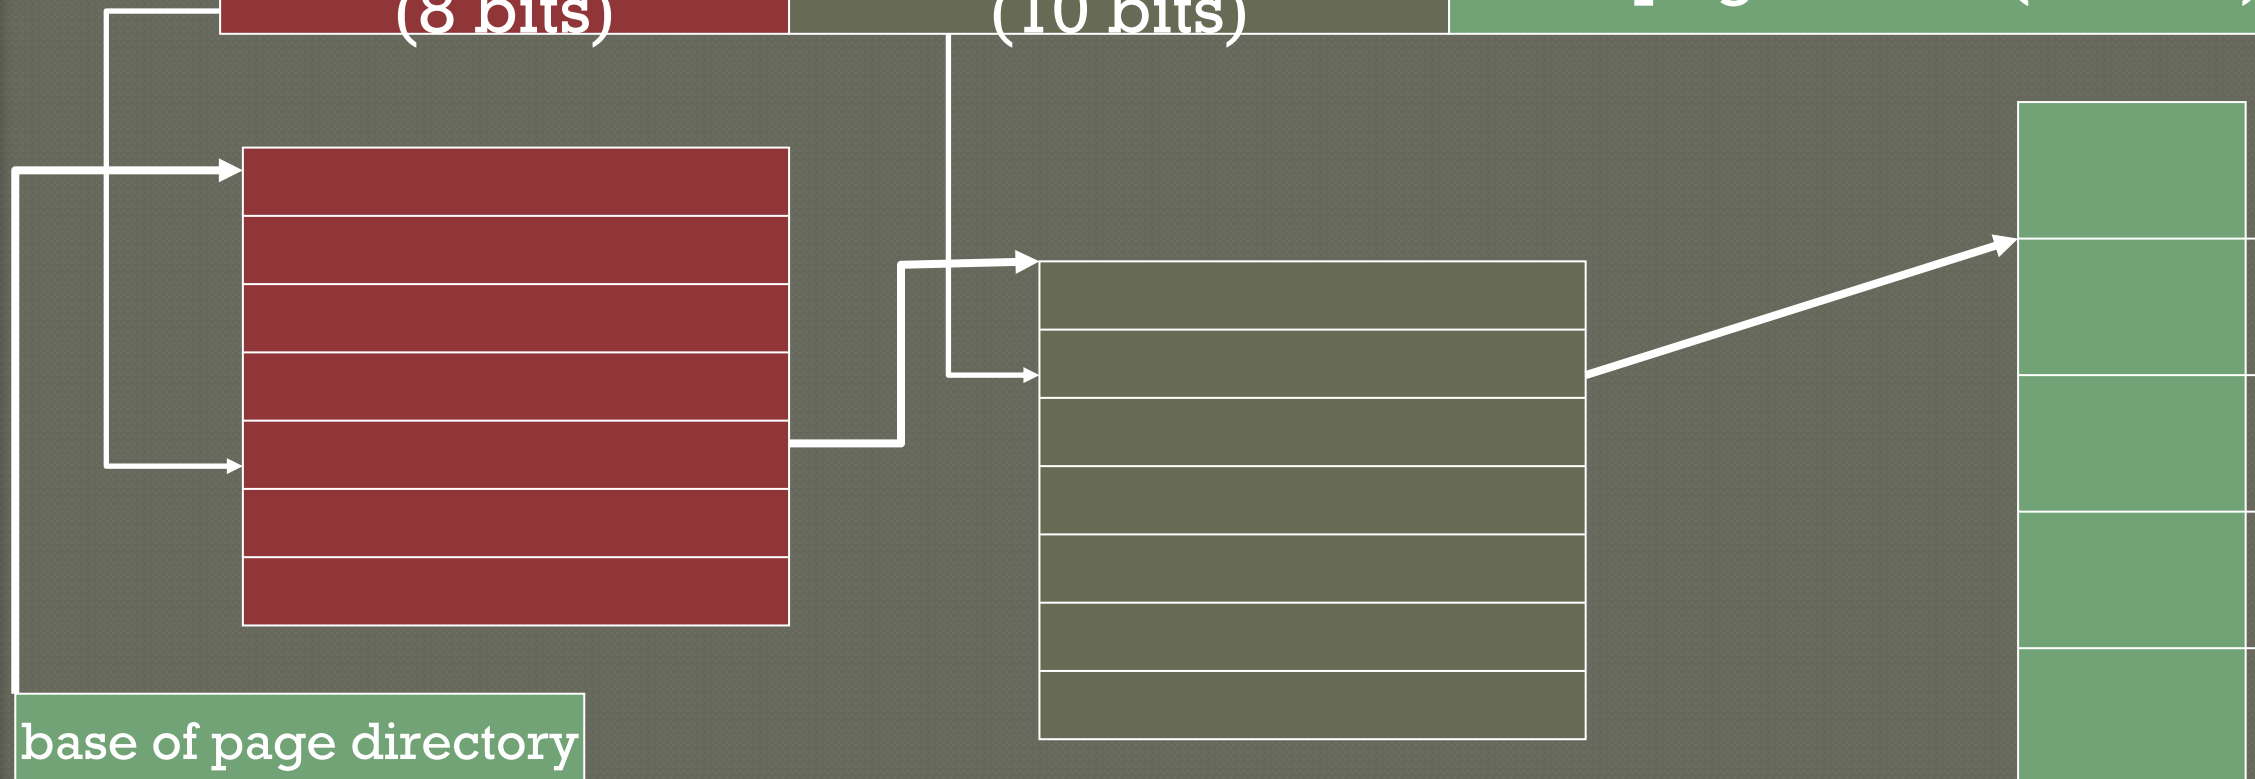 (8 bits)
(10 bits)
base of page directory